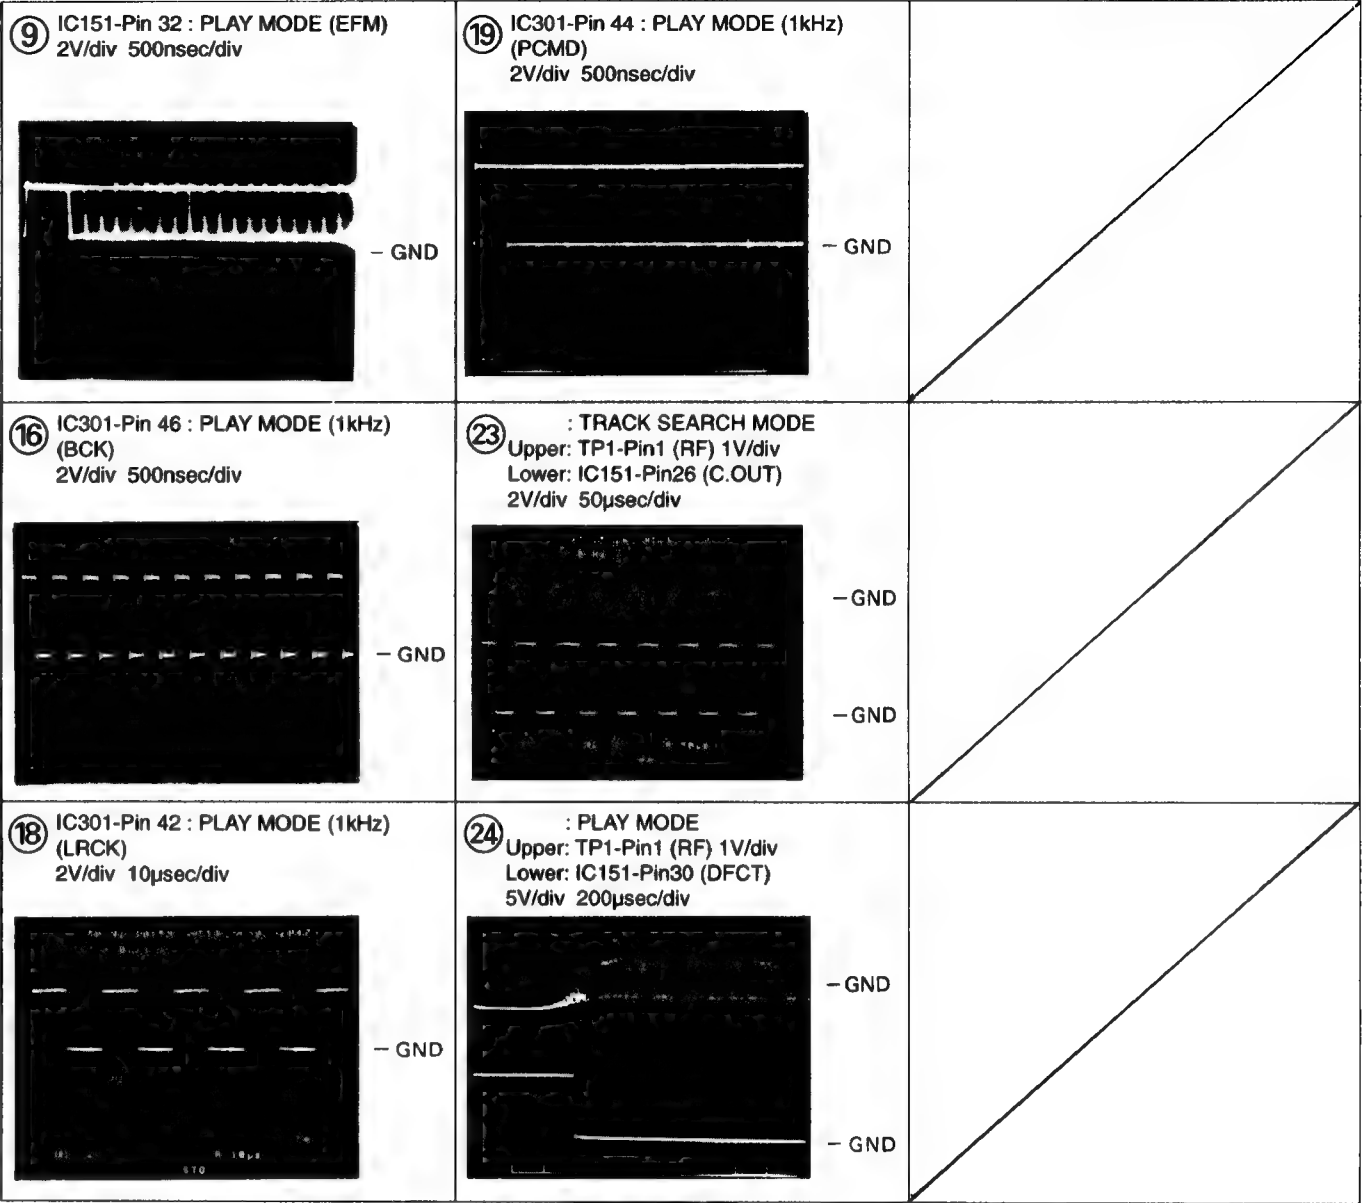 9 IC151-Pin 32 : PLAY MODE (EFM)
2V/div 500nsec/div
– GND
19 IC301-Pin 44 : PLAY MODE (1kHz)
(PCMD)
2V/div 500nsec/div
– GND
16 IC301-Pin 46 : PLAY MODE (1kHz)
(BCK)
2V/div 500nsec/div
– GND
23 : TRACK SEARCH MODE
Upper: TP1-Pin1 (RF) 1V/div
Lower: IC151-Pin26 (C.OUT)
2V/div 50µsec/div
– GND
– GND
18 IC301-Pin 42 : PLAY MODE (1kHz)
(LRCK)
2V/div 10µsec/div
– GND
STO
24 : PLAY MODE
Upper: TP1-Pin1 (RF) 1V/div
Lower: IC151-Pin30 (DFCT)
5V/div 200µsec/div
– GND
– GND